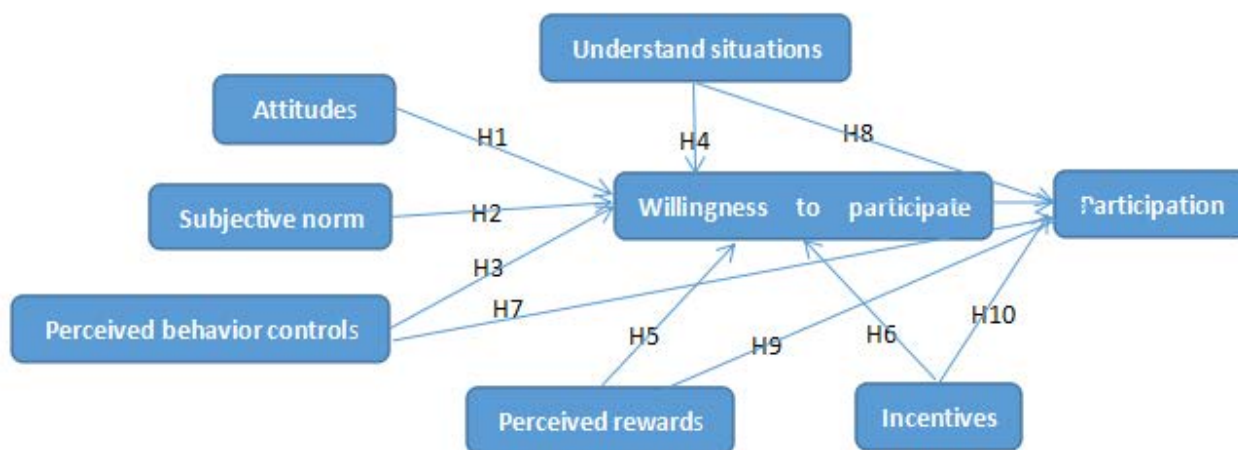 Understand situations
Attitudes
H1
H4
H8
Subjective norm
H2
Willingness to participate
Participation
H3
Perceived behavior controls
H7
H5
H9
H6
H10
Perceived rewards
Incentives